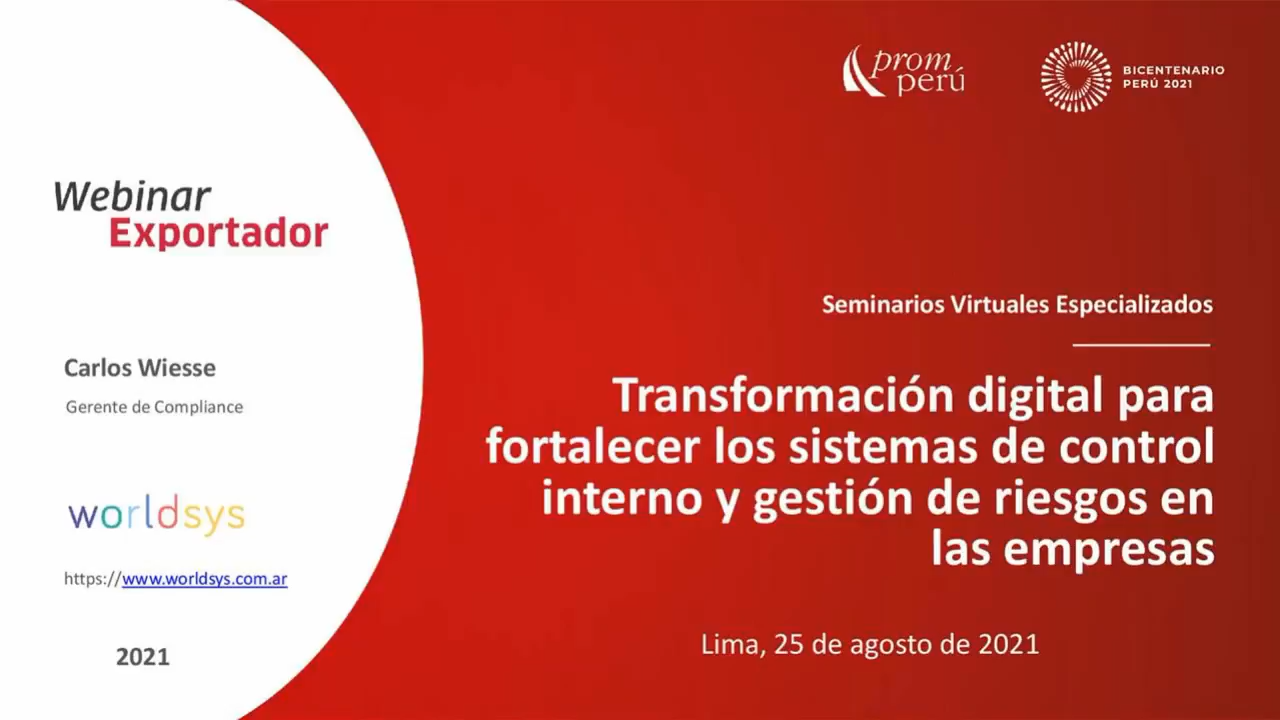 prom
perú
BICENTENARIO
PERÚ 2021
Webinar
Exportador
Carlos Wiesse
Gerente de Compliance
worldsys
https://www.worldsys.com.ar
2021
Seminarios Virtuales Especializados
Transformación digital para
fortalecer los sistemas de control
interno y gestión de riesgos en
las empresas
Lima, 25 de agosto de 2021